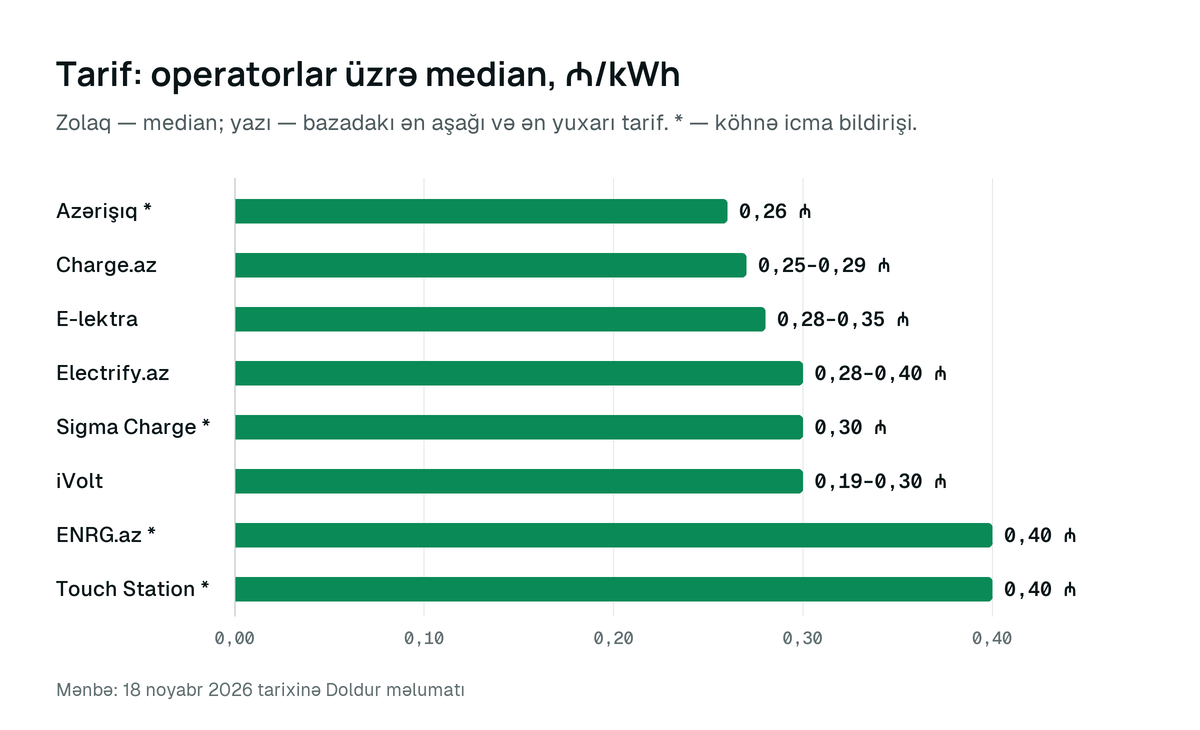 Tarif: operatorlar üzrə median, ₼/kWh
Zolaq — median; yazı — bazadakı ən aşağı və ən yuxarı tarif. * — köhnə icma bildirişi.
Azərişıq * 0,26 ₼
Charge.az 0,25–0,29 ₼
E-lektra 0,28–0,35 ₼
Electrify.az 0,28–0,40 ₼
Sigma Charge * 0,30 ₼
iVolt 0,19–0,30 ₼
ENRG.az * 0,40 ₼
Touch Station * 0,40 ₼
0,00 0,10 0,20 0,30 0,40
Mənbə: 18 noyabr 2026 tarixinə Doldur məlumatı